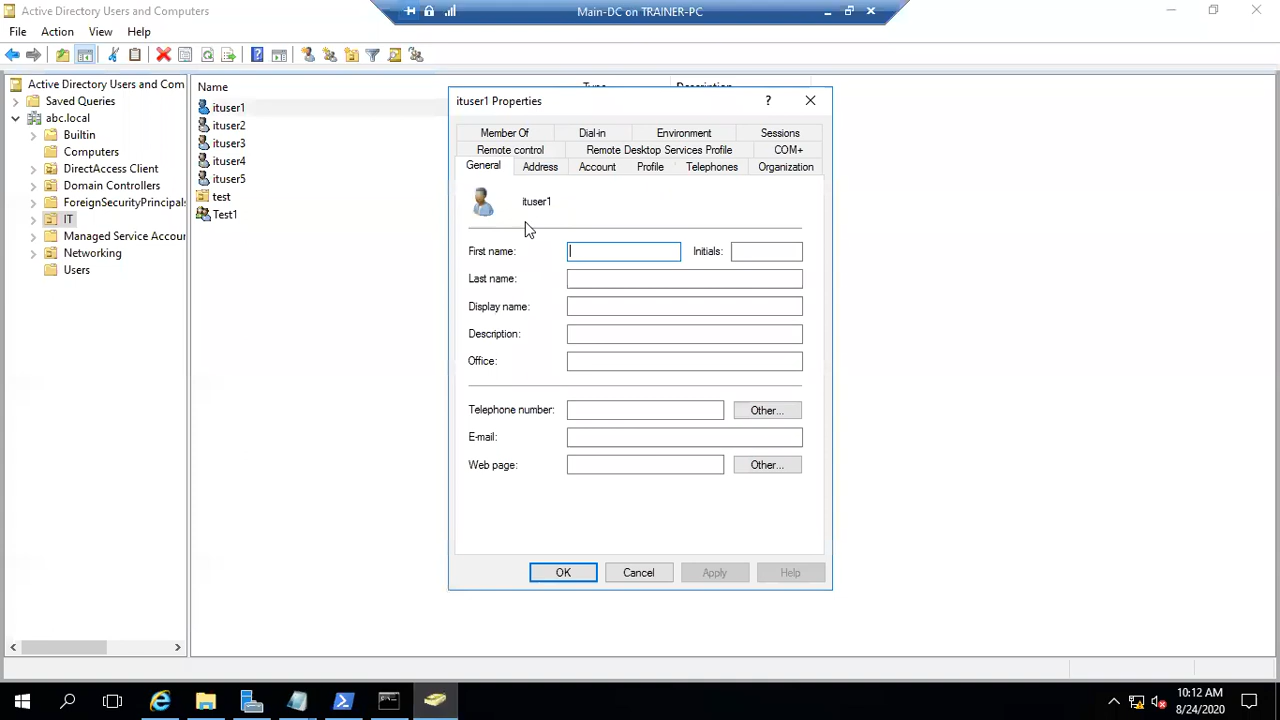 Active Directory Users and Computers
Main-DC on TRAINER-PC
File Action View Help
Active Directory Users and Com
Saved Queries
abc.local
Builtin
Computers
DirectAccess Client
Domain Controllers
ForeignSecurityPrincipals
IT
Managed Service Accour
Networking
Users
Name
ituser1
ituser2
ituser3
ituser4
ituser5
test
Test1
ituser1 Properties
Member Of Dial-in Environment Sessions
Remote control Remote Desktop Services Profile COM+
General Address Account Profile Telephones Organization
ituser1
First name: Initials:
Last name:
Display name:
Description:
Office:
Telephone number: Other...
E-mail:
Web page: Other...
OK Cancel Apply Help
10:12 AM
8/24/2020